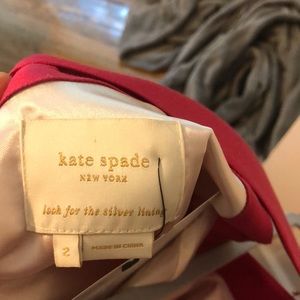 kate spade
NEW YORK
look for the silver lining
2
MADE IN CHINA